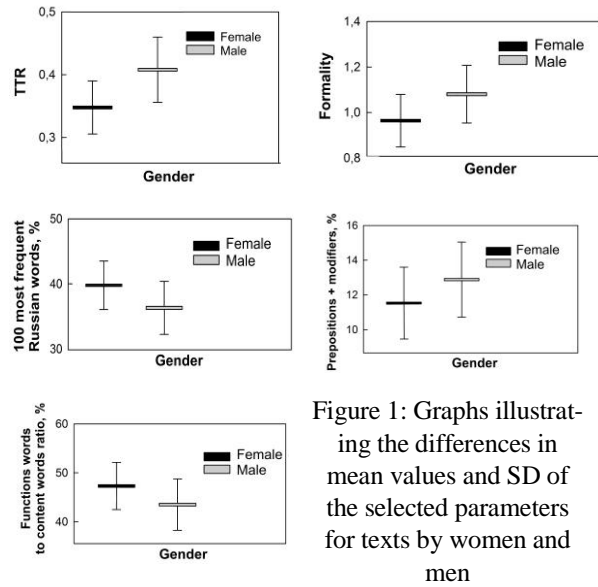 TTR
0,5
0,4
0,3
Female
Male
Gender
Formality
1,4
1,2
1,0
0,8
Female
Male
Gender
100 most frequent
Russian words, %
50
40
30
Female
Male
Gender
Prepositions + modifiers, %
16
14
12
10
Female
Male
Gender
Functions words
to content words ratio, %
60
50
40
Female
Male
Gender
Figure 1: Graphs illustrat-
ing the differences in
mean values and SD of
the selected parameters
for texts by women and
men